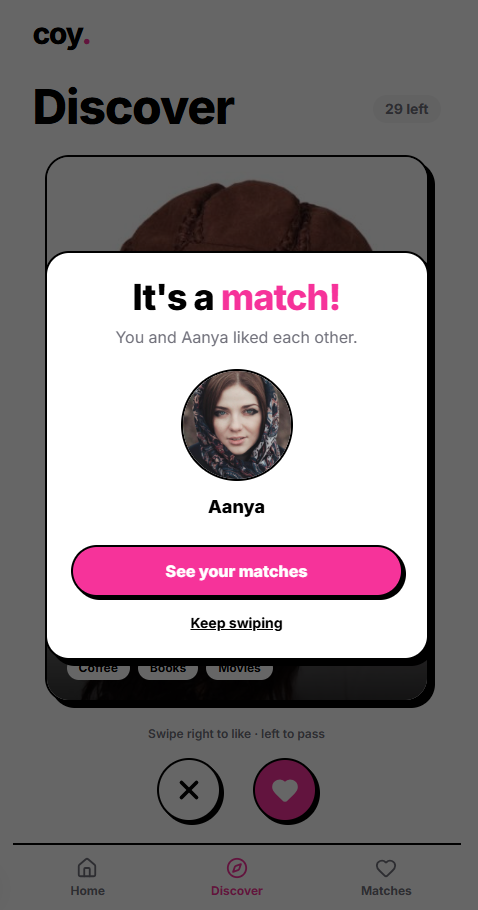 coy.
Discover
29 left
It's a match!
You and Aanya liked each other.
Aanya
See your matches
Keep swiping
Coffee Books Movies
Swipe right to like · left to pass
Home Discover Matches